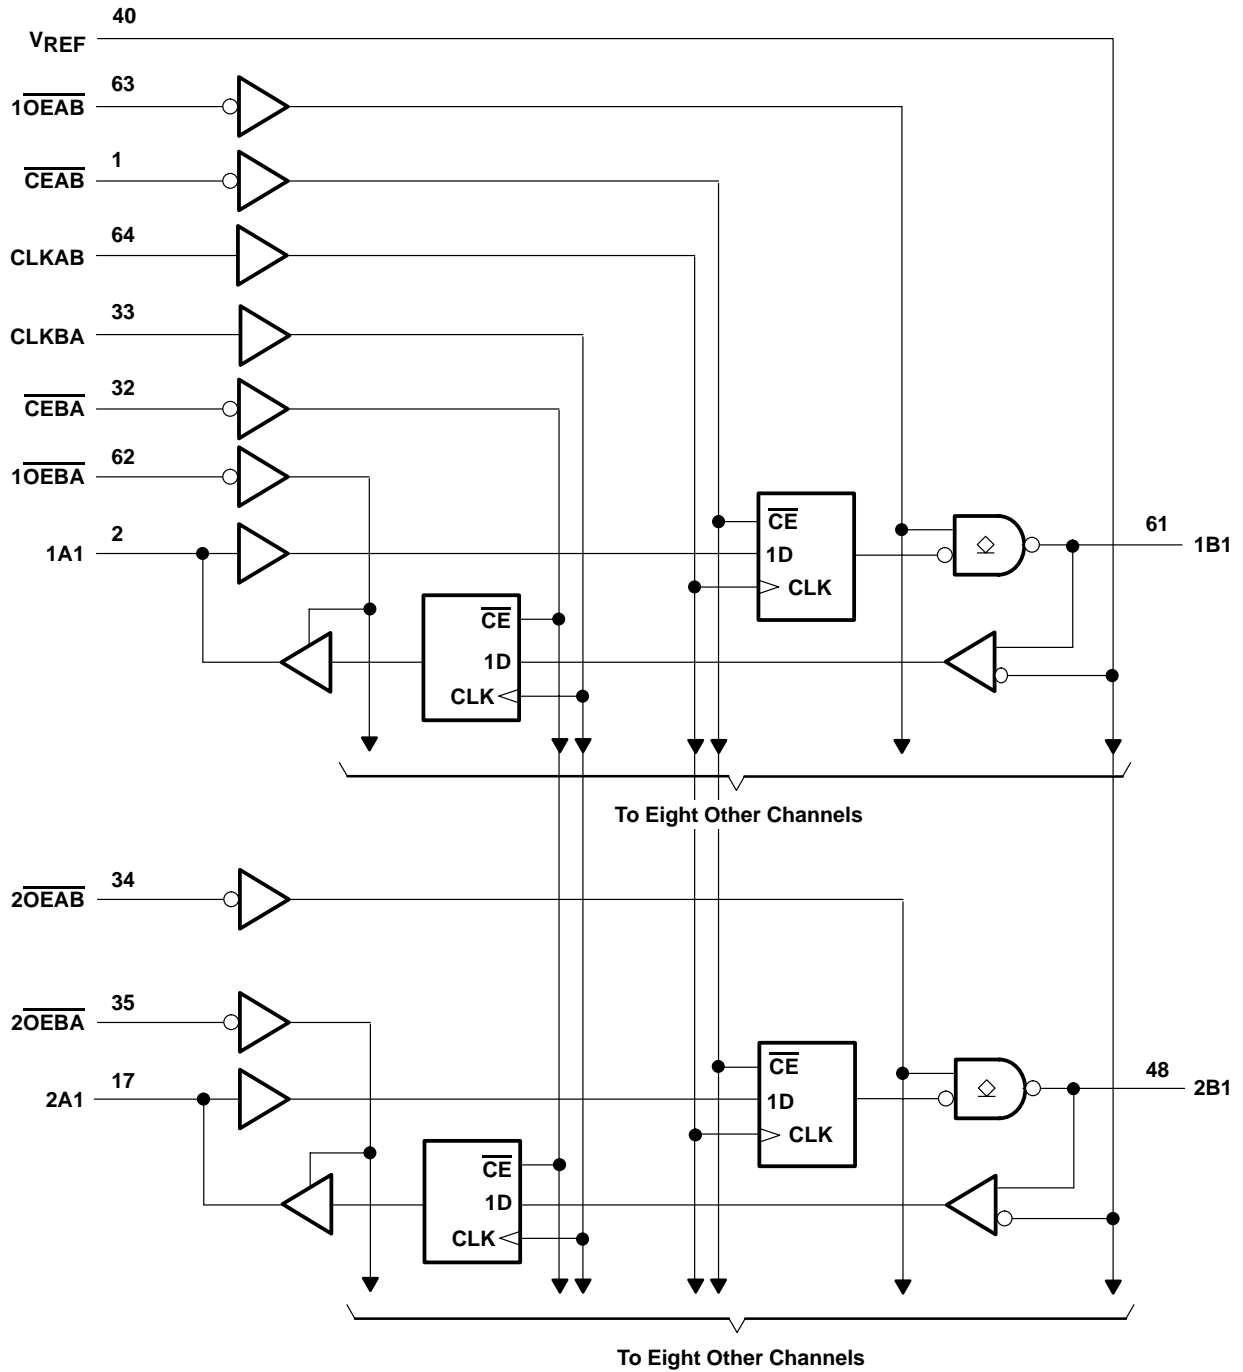 40
VREF
63
1OEAB
1
CEAB
64
CLKAB
33
CLKBA
32
CEBA
62
1OEBA
2
1A1
CE
1D
CLK
61
1B1
CE
1D
CLK
To Eight Other Channels
34
2OEAB
35
2OEBA
17
2A1
CE
1D
CLK
48
2B1
CE
1D
CLK
To Eight Other Channels